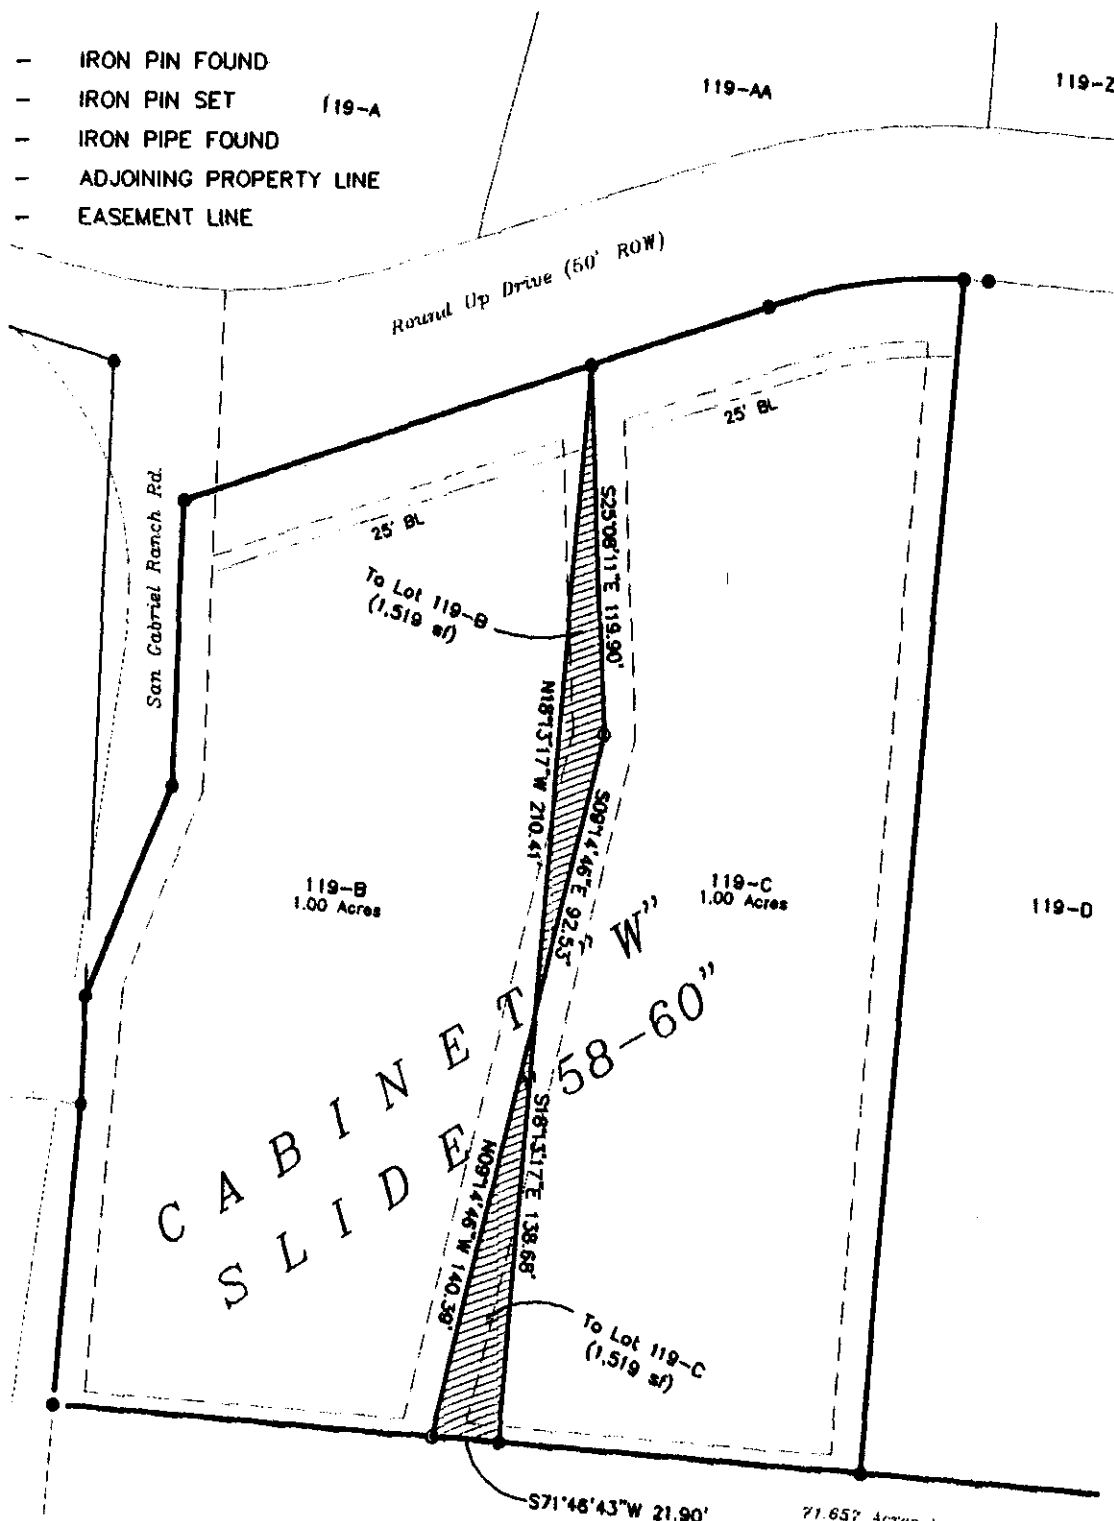 - IRON PIN FOUND
- IRON PIN SET
- IRON PIPE FOUND
- ADJOINING PROPERTY LINE
- EASEMENT LINE
119-A
119-AA
119-Z
Round Up Drive (50' ROW)
25' BL
25' BL
San Gabriel Ranch Rd.
To Lot 119-B
(1,519 sf)
S25°08'11"E 119.90'
N18°13'17"W 210.41'
S09°14'46"E 92.53'
119-B
1.00 Acres
119-C
1.00 Acres
119-D
CABINET "W"
SLIDE 58-60"
S18°13'17"E 138.68'
N09°14'46"W 140.39'
To Lot 119-C
(1,519 sf)
S71°46'43"W 21.90'
71.657